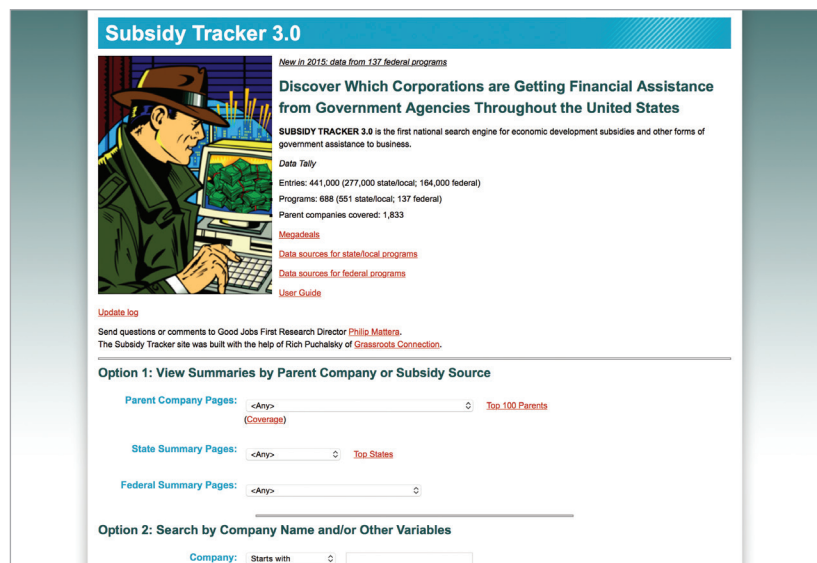 Subsidy Tracker 3.0
New in 2015: data from 137 federal programs
Discover Which Corporations are Getting Financial Assistance
from Government Agencies Throughout the United States
SUBSIDY TRACKER 3.0 is the first national search engine for economic development subsidies and other forms of
government assistance to business.
Data Tally
Entries: 441,000 (277,000 state/local; 164,000 federal)
Programs: 688 (551 state/local; 137 federal)
Parent companies covered: 1,833
Megadeals
Data sources for state/local programs
Data sources for federal programs
User Guide
Update log
Send questions or comments to Good Jobs First Research Director Philip Mattera.
The Subsidy Tracker site was built with the help of Rich Puchalsky of Grassroots Connection.
Option 1: View Summaries by Parent Company or Subsidy Source
Parent Company Pages: <Any> Top 100 Parents
(Coverage)
State Summary Pages: <Any> Top States
Federal Summary Pages: <Any>
Option 2: Search by Company Name and/or Other Variables
Company: Starts with